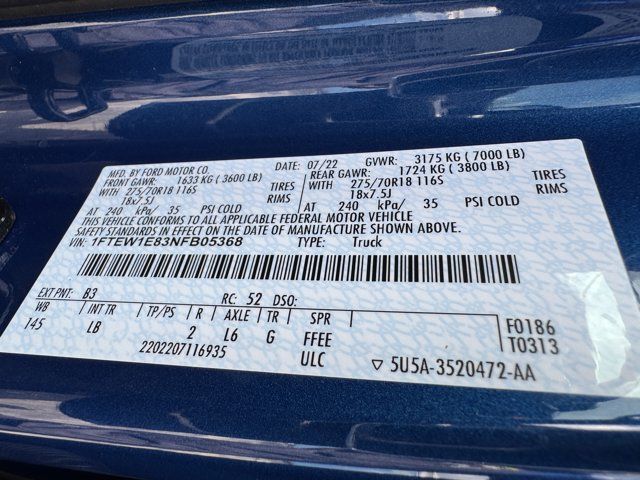 MFD. BY FORD MOTOR CO. DATE: 07/22 GVWR: 3175 KG (7000 LB)
FRONT GAWR: 1633 KG (3600 LB) REAR GAWR: 1724 KG (3800 LB)
WITH 275/70R18 116S TIRES WITH 275/70R18 116S TIRES
18x7.5J RIMS 18x7.5J RIMS
AT 240 kPa/ 35 PSI COLD AT 240 kPa/ 35 PSI COLD
THIS VEHICLE CONFORMS TO ALL APPLICABLE FEDERAL MOTOR VEHICLE
SAFETY STANDARDS IN EFFECT ON THE DATE OF MANUFACTURE SHOWN ABOVE.
VIN: 1FTEW1E83NFB05368 TYPE: Truck
EXT PNT: B3 RC: 52 DSO:
WB INT TR TP/PS R AXLE TR SPR
145 LB 2 L6 G FFEE F0186
ULC T0313
2202207116935 ▽ 5U5A-3520472-AA